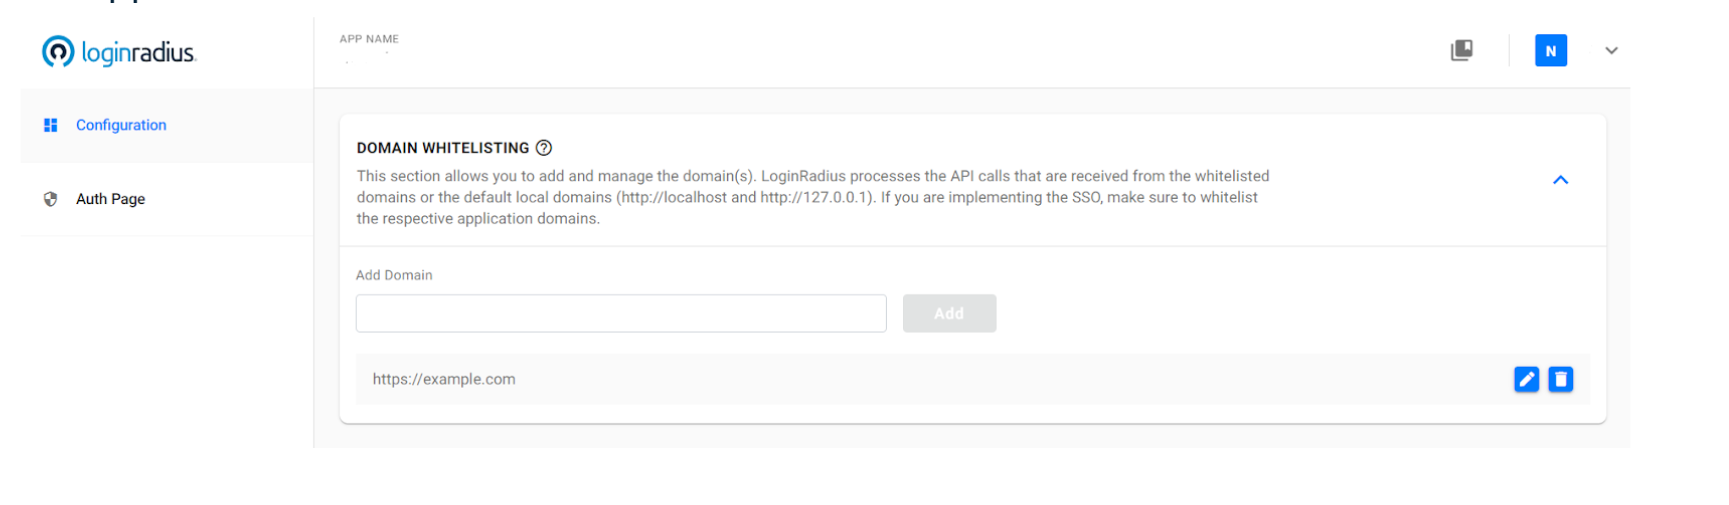 loginradius.
APP NAME
N
Configuration
Auth Page
DOMAIN WHITELISTING ?
This section allows you to add and manage the domain(s). LoginRadius processes the API calls that are received from the whitelisted
domains or the default local domains (http://localhost and http://127.0.0.1). If you are implementing the SSO, make sure to whitelist
the respective application domains.
Add Domain
Add
https://example.com